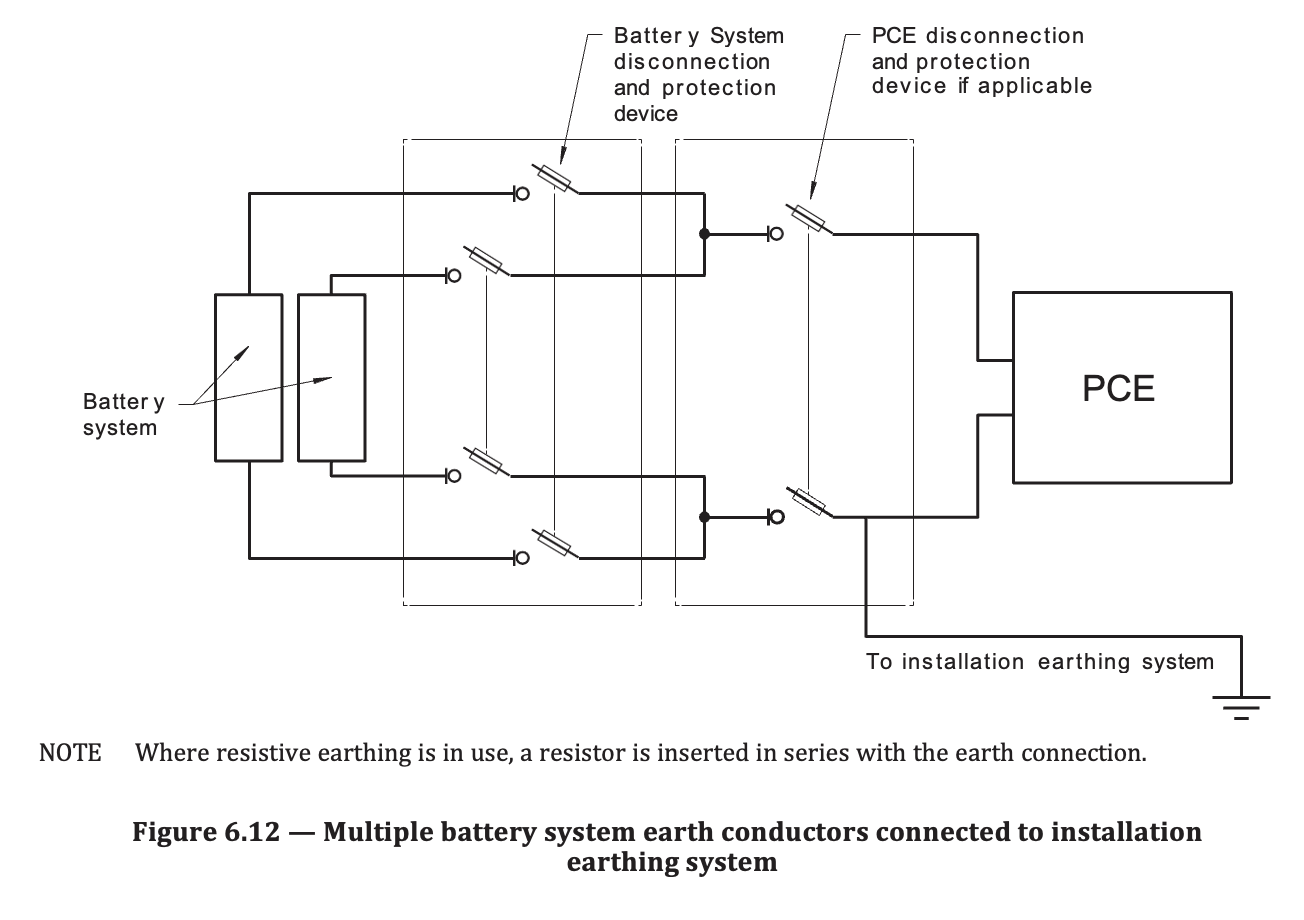 Battery System
disconnection
and protection
device
PCE disconnection
and protection
device if applicable
Battery
system
PCE
To installation earthing system
NOTE Where resistive earthing is in use, a resistor is inserted in series with the earth connection.
Figure 6.12 — Multiple battery system earth conductors connected to installation
earthing system